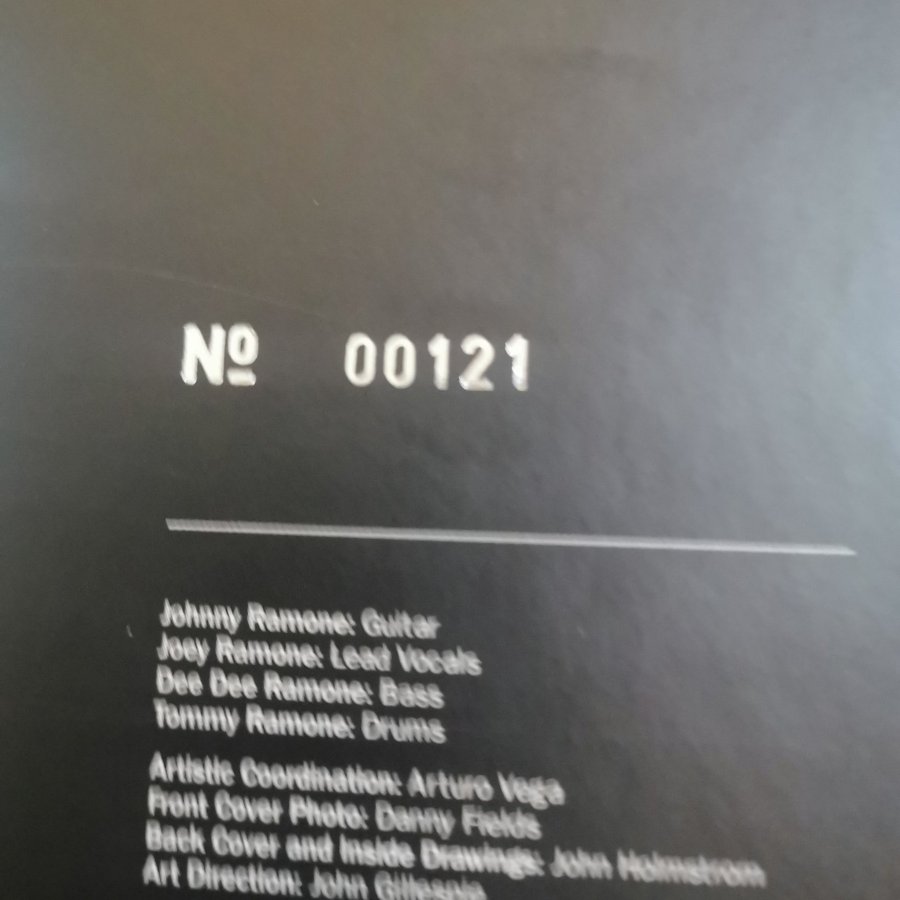 Nº 00121
Johnny Ramone: Guitar
Joey Ramone: Lead Vocals
Dee Dee Ramone: Bass
Tommy Ramone: Drums
Artistic Coordination: Arturo Vega
Front Cover Photo: Danny Fields
Back Cover and Inside Drawings: John Holmstrom
Art Direction: John Gillespie